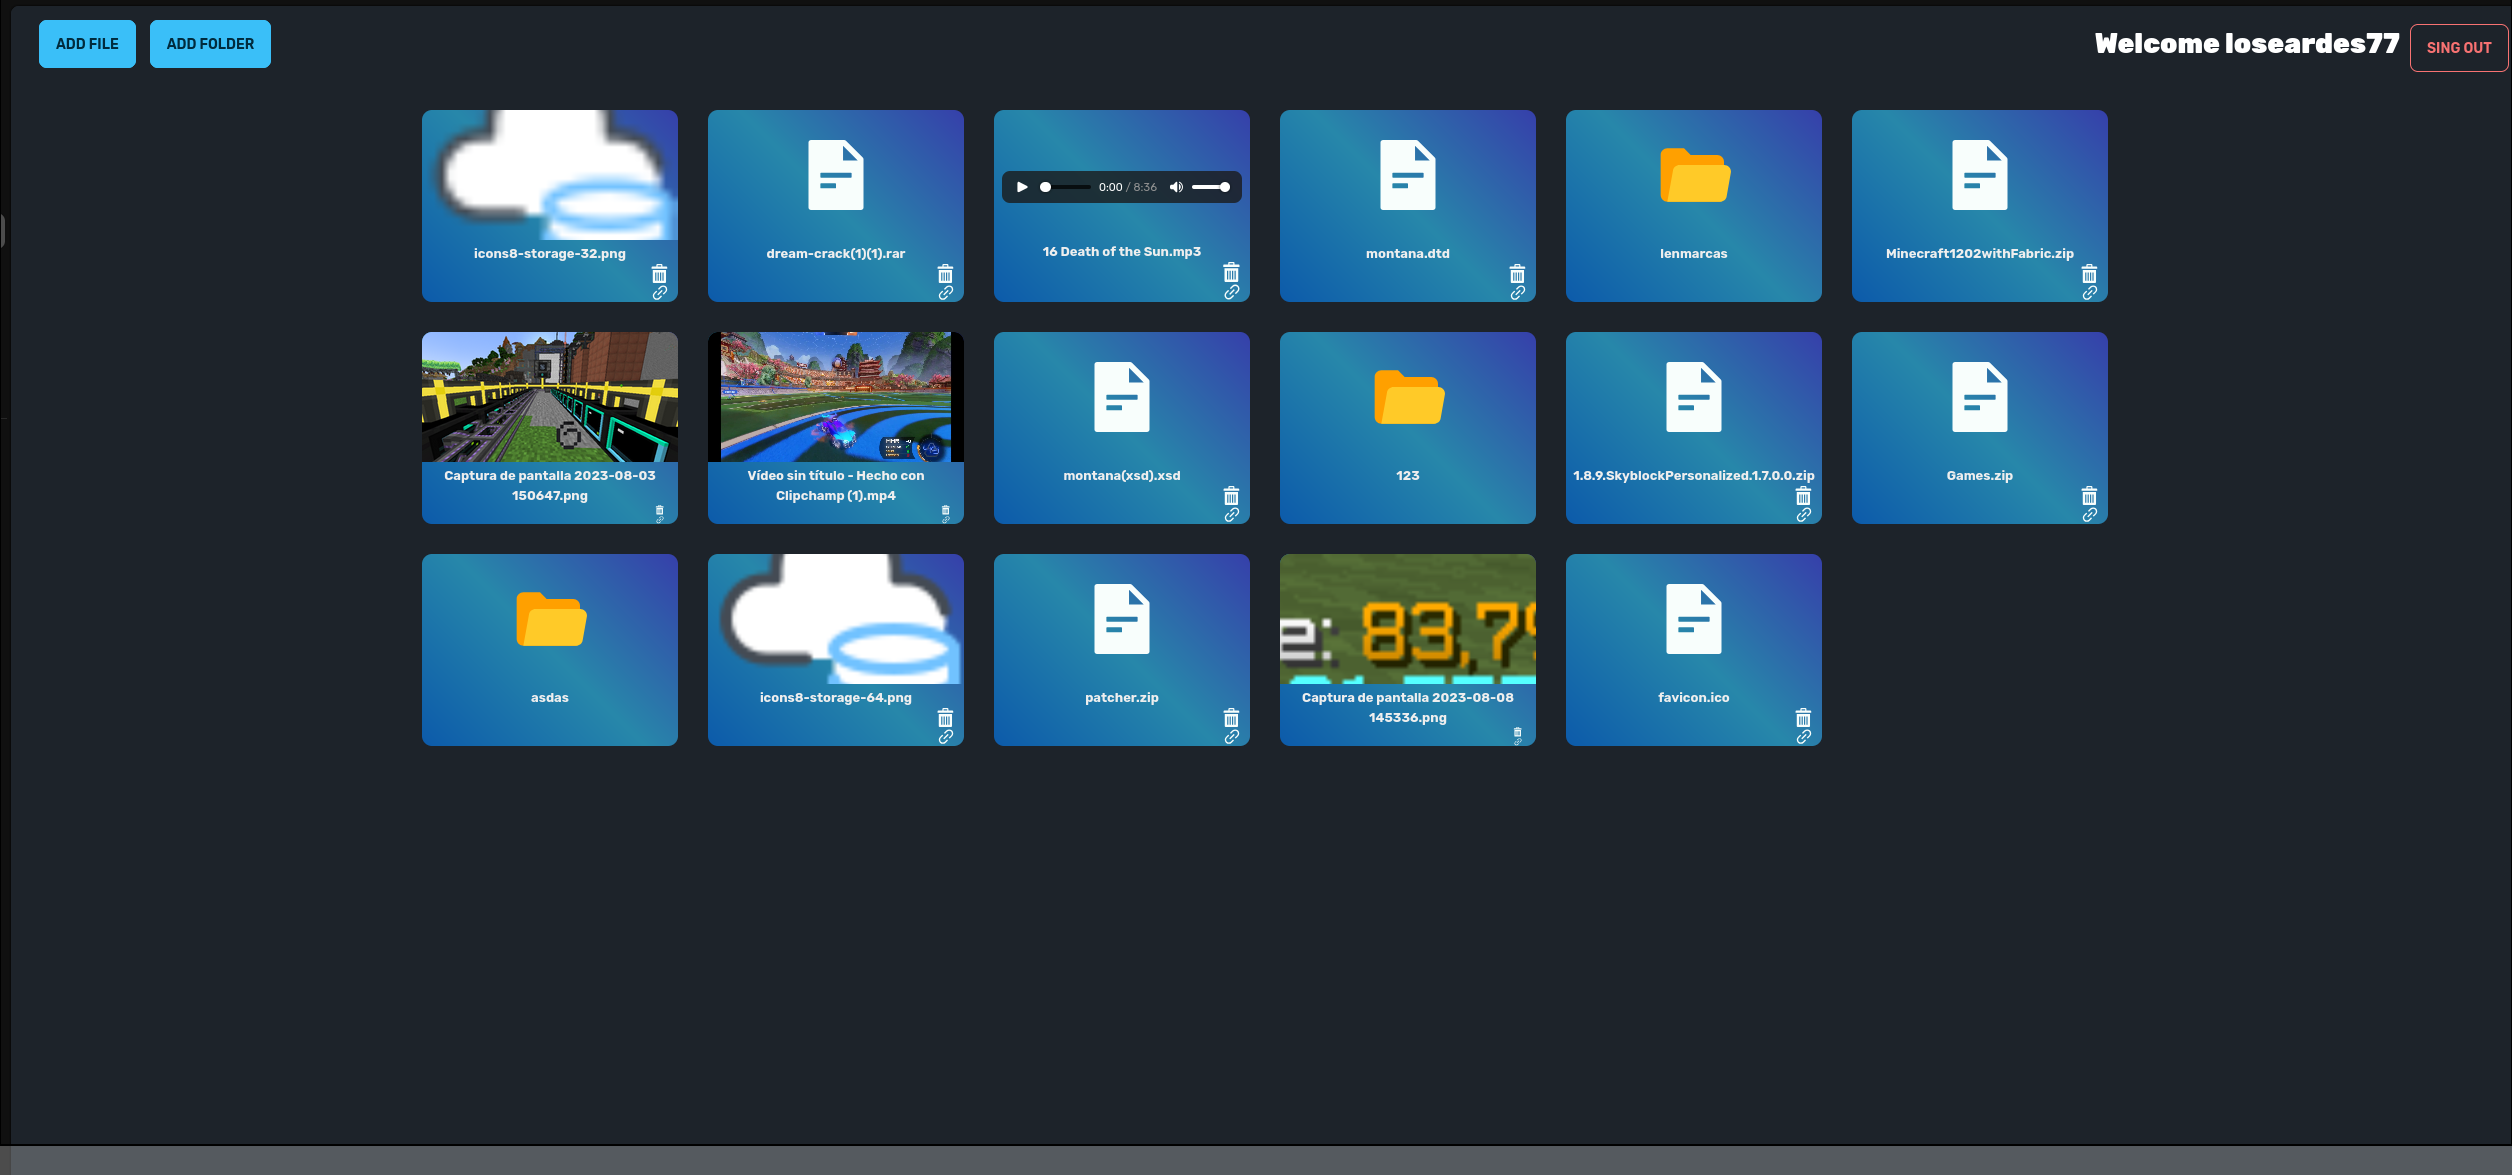 ADD FILE
ADD FOLDER
Welcome loseardes77
SING OUT
icons8-storage-32.png
dream-crack(1)(1).rar
0:00 / 8:36
16 Death of the Sun.mp3
montana.dtd
lenmarcas
Minecraft1202withFabric.zip
Captura de pantalla 2023-08-03
150647.png
Vídeo sin título - Hecho con
Clipchamp (1).mp4
montana(xsd).xsd
123
1.8.9.SkyblockPersonalized.1.7.0.0.zip
Games.zip
asdas
icons8-storage-64.png
patcher.zip
e: 83,79
Captura de pantalla 2023-08-08
145336.png
favicon.ico